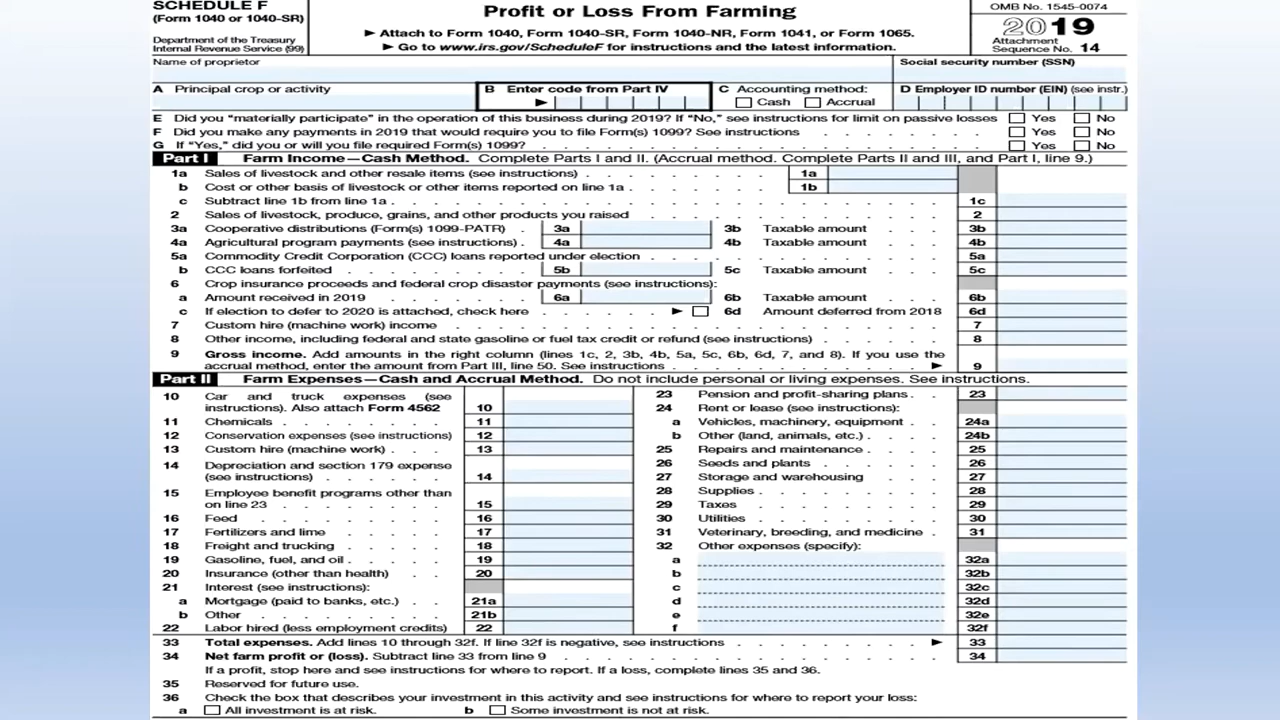 SCHEDULE F
(Form 1040 or 1040-SR)
Department of the Treasury
Internal Revenue Service (99)
Profit or Loss From Farming
► Attach to Form 1040, Form 1040-SR, Form 1040-NR, Form 1041, or Form 1065.
► Go to www.irs.gov/ScheduleF for instructions and the latest information.
OMB No. 1545-0074
2019
Attachment
Sequence No. 14
Name of proprietor
Social security number (SSN)
A Principal crop or activity
B Enter code from Part IV
►
C Accounting method:
Cash Accrual
D Employer ID number (EIN) (see instr.)
E Did you “materially participate” in the operation of this business during 2019? If “No,” see instructions for limit on passive losses Yes No
F Did you make any payments in 2019 that would require you to file Form(s) 1099? See instructions . . . . . . . . . Yes No
G If “Yes,” did you or will you file required Form(s) 1099? . . . . . . . . . . . . . . . . . Yes No
Part I Farm Income—Cash Method. Complete Parts I and II. (Accrual method. Complete Parts II and III, and Part I, line 9.)
1a Sales of livestock and other resale items (see instructions) . . . . . . . . 1a
b Cost or other basis of livestock or other items reported on line 1a . . . . . . 1b
c Subtract line 1b from line 1a . . . . . . . . . . . . . . . . . . . . . 1c
2 Sales of livestock, produce, grains, and other products you raised . . . . . . . . . . . 2
3a Cooperative distributions (Form(s) 1099-PATR) . 3a 3b Taxable amount . . . 3b
4a Agricultural program payments (see instructions) . 4a 4b Taxable amount . . . 4b
5a Commodity Credit Corporation (CCC) loans reported under election . . . . . . . . . . . 5a
b CCC loans forfeited . . . . . . . . 5b 5c Taxable amount . . . 5c
6 Crop insurance proceeds and federal crop disaster payments (see instructions):
a Amount received in 2019 . . . . . . . 6a 6b Taxable amount . . . 6b
c If election to defer to 2020 is attached, check here . . . . . . ► 6d Amount deferred from 2018 6d
7 Custom hire (machine work) income . . . . . . . . . . . . . . . . . . . 7
8 Other income, including federal and state gasoline or fuel tax credit or refund (see instructions) . . . . . 8
9 Gross income. Add amounts in the right column (lines 1c, 2, 3b, 4b, 5a, 5c, 6b, 6d, 7, and 8). If you use the
accrual method, enter the amount from Part III, line 50. See instructions . . . . . . . . . . ► 9
Part II Farm Expenses—Cash and Accrual Method. Do not include personal or living expenses. See instructions.
10 Car and truck expenses (see
instructions). Also attach Form 4562 10
11 Chemicals . . . . . . . 11
12 Conservation expenses (see instructions) 12
13 Custom hire (machine work) . . . 13
14 Depreciation and section 179 expense
(see instructions) . . . . . 14
15 Employee benefit programs other than
on line 23 . . . . . . . 15
16 Feed . . . . . . . . 16
17 Fertilizers and lime . . . . . 17
18 Freight and trucking . . . . . 18
19 Gasoline, fuel, and oil . . . . . 19
20 Insurance (other than health) . . 20
21 Interest (see instructions):
a Mortgage (paid to banks, etc.) . . 21a
b Other . . . . . . . . 21b
22 Labor hired (less employment credits) 22
23 Pension and profit-sharing plans . . 23
24 Rent or lease (see instructions):
a Vehicles, machinery, equipment . . 24a
b Other (land, animals, etc.) . . . . 24b
25 Repairs and maintenance . . . . 25
26 Seeds and plants . . . . . 26
27 Storage and warehousing . . . . 27
28 Supplies . . . . . . . . 28
29 Taxes . . . . . . . . 29
30 Utilities . . . . . . . . 30
31 Veterinary, breeding, and medicine . 31
32 Other expenses (specify):
a 32a
b 32b
c 32c
d 32d
e 32e
f 32f
33 Total expenses. Add lines 10 through 32f. If line 32f is negative, see instructions . . . . . . . . ► 33
34 Net farm profit or (loss). Subtract line 33 from line 9 . . . . . . . . . . . . . . . 34
If a profit, stop here and see instructions for where to report. If a loss, complete lines 35 and 36.
35 Reserved for future use.
36 Check the box that describes your investment in this activity and see instructions for where to report your loss:
a All investment is at risk. b Some investment is not at risk.